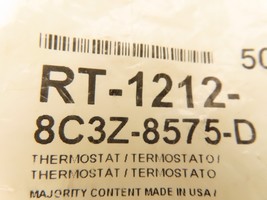 50
RT-1212-
8C3Z-8575-D
THERMOSTAT / TERMOSTATO /
THERMOSTAT / TERMOSTATO
MAJORITY CONTENT MADE IN USA /